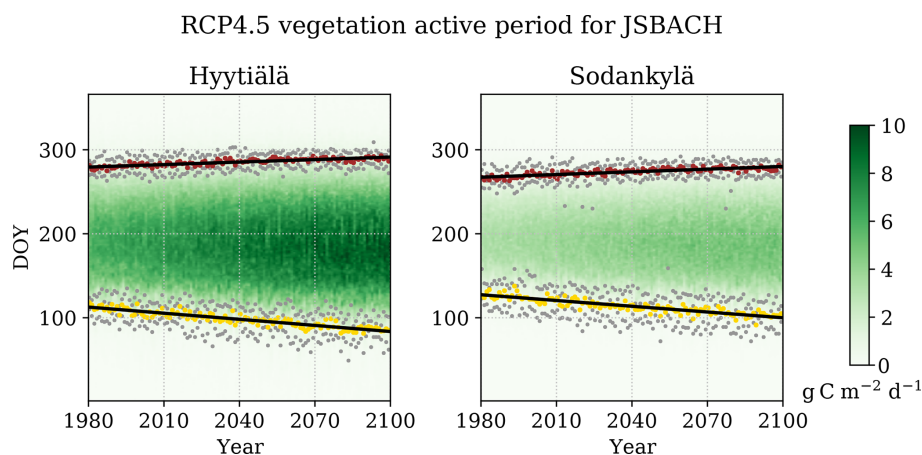 RCP4.5 vegetation active period for JSBACH
Hyytiälä
Sodankylä
DOY
300
200
100
1980 2010 2040 2070 2100
Year
300
200
100
1980 2010 2040 2070 2100
Year
10
8
6
4
2
0
g C m⁻² d⁻¹